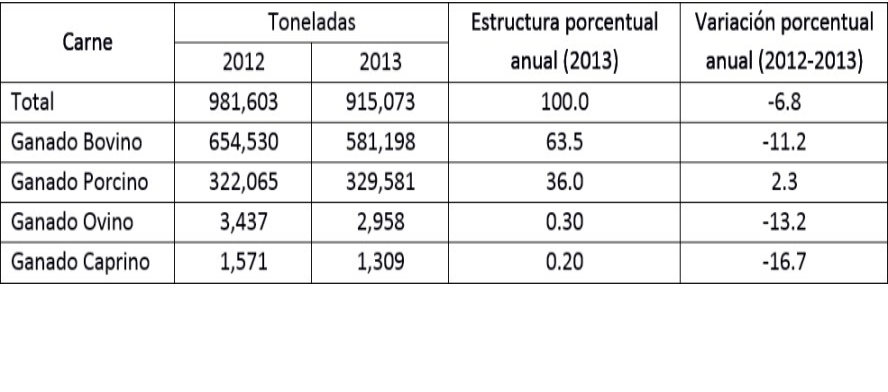 Carne Toneladas Estructura porcentual anual (2013) Variación porcentual anual (2012-2013)
2012 2013
Total 981,603 915,073 100.0 -6.8
Ganado Bovino 654,530 581,198 63.5 -11.2
Ganado Porcino 322,065 329,581 36.0 2.3
Ganado Ovino 3,437 2,958 0.30 -13.2
Ganado Caprino 1,571 1,309 0.20 -16.7